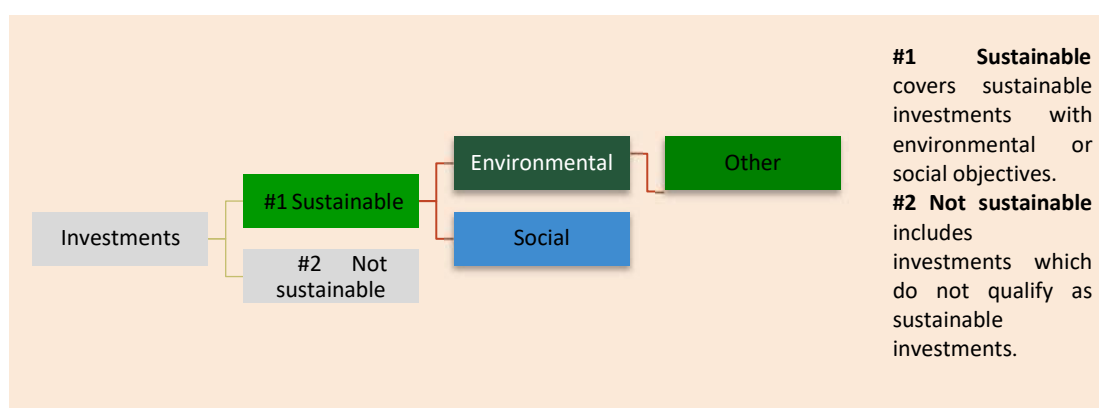 Investments
#1 Sustainable
#2 Not
sustainable
Environmental
Social
Other
#1 Sustainable
covers sustainable
investments with
environmental or
social objectives.
#2 Not sustainable
includes
investments which
do not qualify as
sustainable
investments.